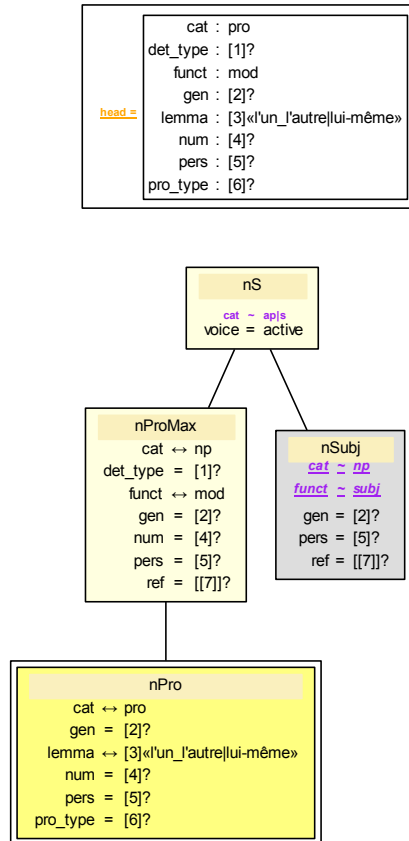 head =
cat : pro
det_type : [1]?
funct : mod
gen : [2]?
lemma : [3]«l'un_l'autre|lui-même»
num : [4]?
pers : [5]?
pro_type : [6]?
nS
cat ~ ap|s
voice = active
nProMax
cat ↔ np
det_type = [1]?
funct ↔ mod
gen = [2]?
num = [4]?
pers = [5]?
ref = [[7]]?
nSubj
cat ~ np
funct ~ subj
gen = [2]?
pers = [5]?
ref = [[7]]?
nPro
cat ↔ pro
gen = [2]?
lemma ↔ [3]«l'un_l'autre|lui-même»
num = [4]?
pers = [5]?
pro_type = [6]?